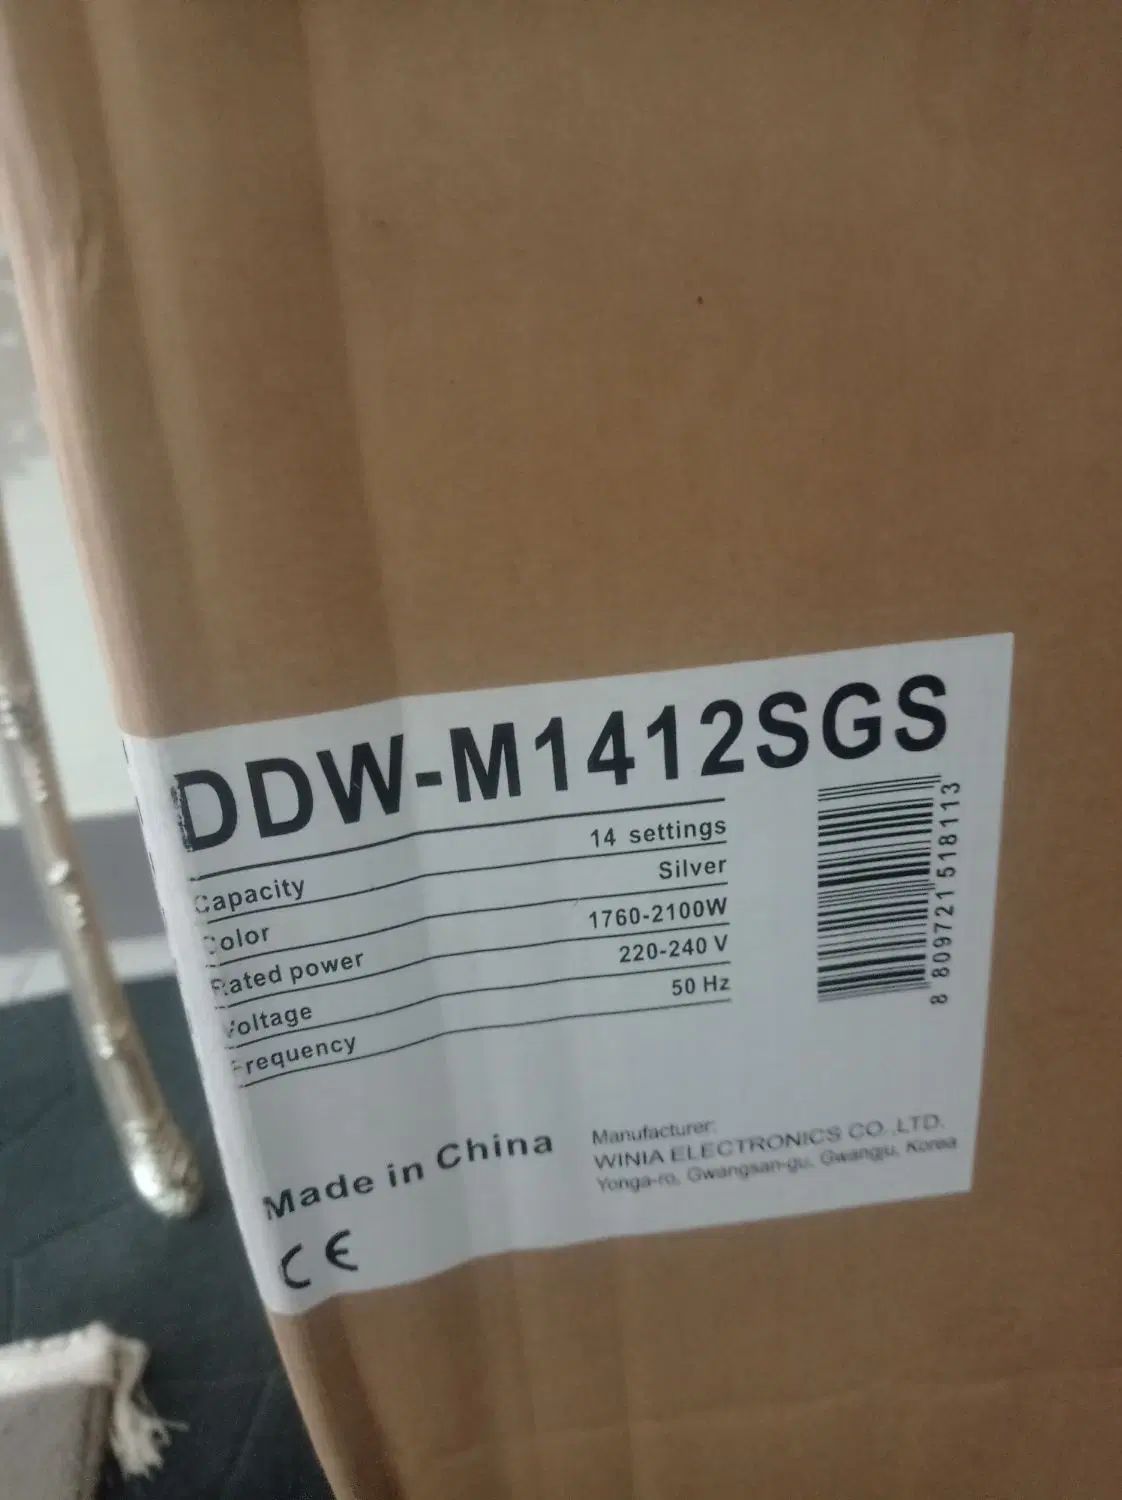 DDW-M1412SGS
Capacity 14 settings
Color Silver
Rated power 1760-2100W
Voltage 220-240 V
Frequency 50 Hz
8 809721 518113
Made in China
Manufacturer:
WINIA ELECTRONICS CO.,LTD.
Yonga-ro, Gwangsan-gu, Gwangju, Korea
CE